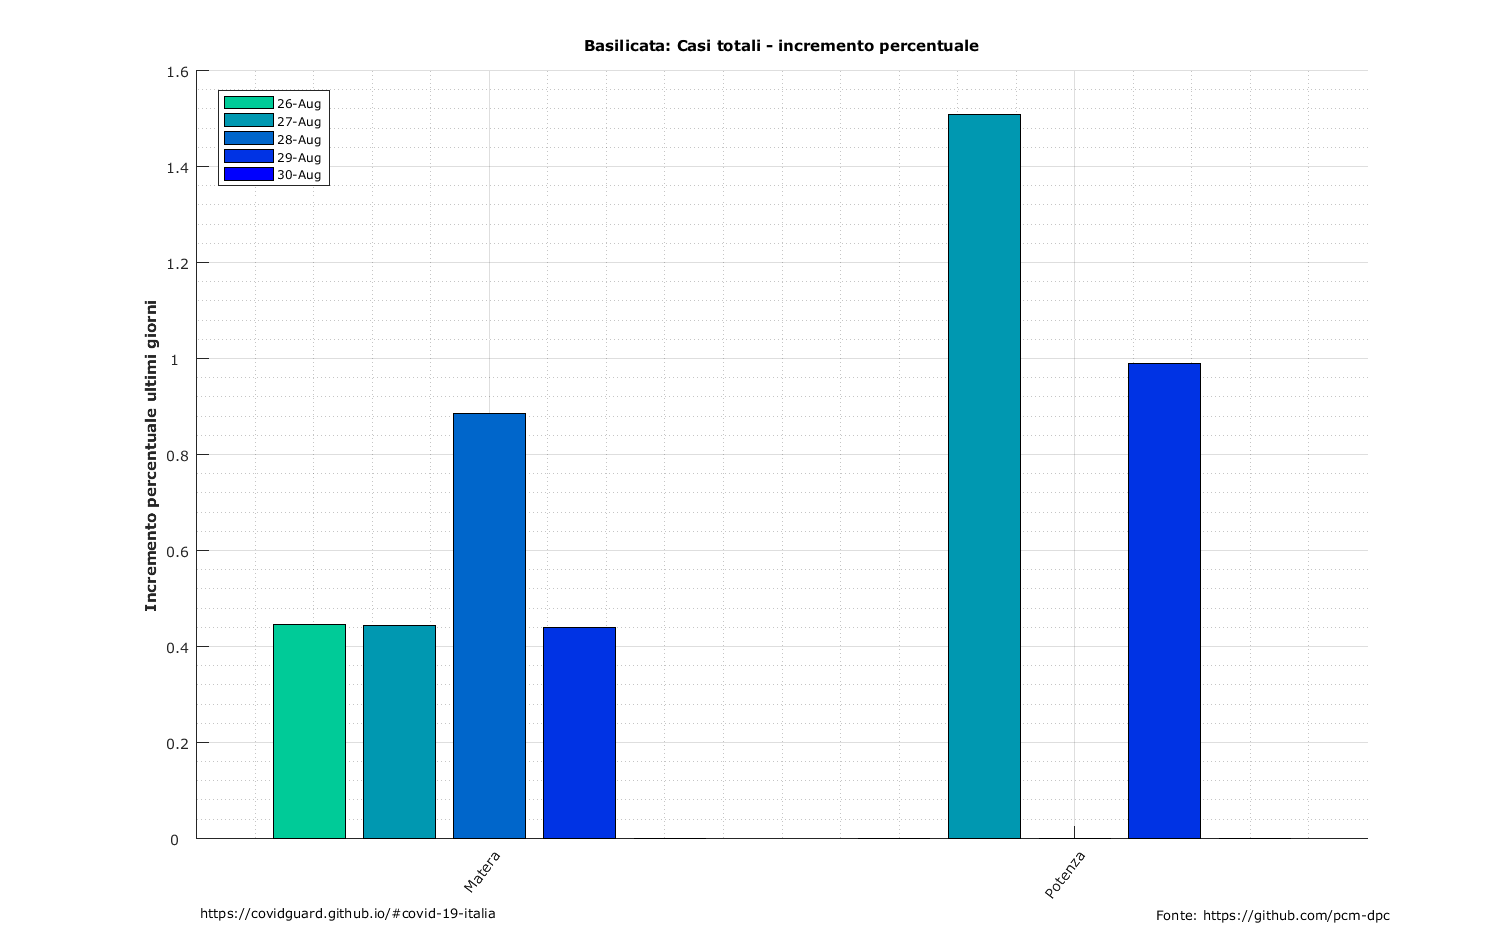 Basilicata: Casi totali - incremento percentuale
1.6
1.4
1.2
1
0.8
0.6
0.4
0.2
0
Incremento percentuale ultimi giorni
26-Aug
27-Aug
28-Aug
29-Aug
30-Aug
Matera
Potenza
https://covidguard.github.io/#covid-19-italia
Fonte: https://github.com/pcm-dpc